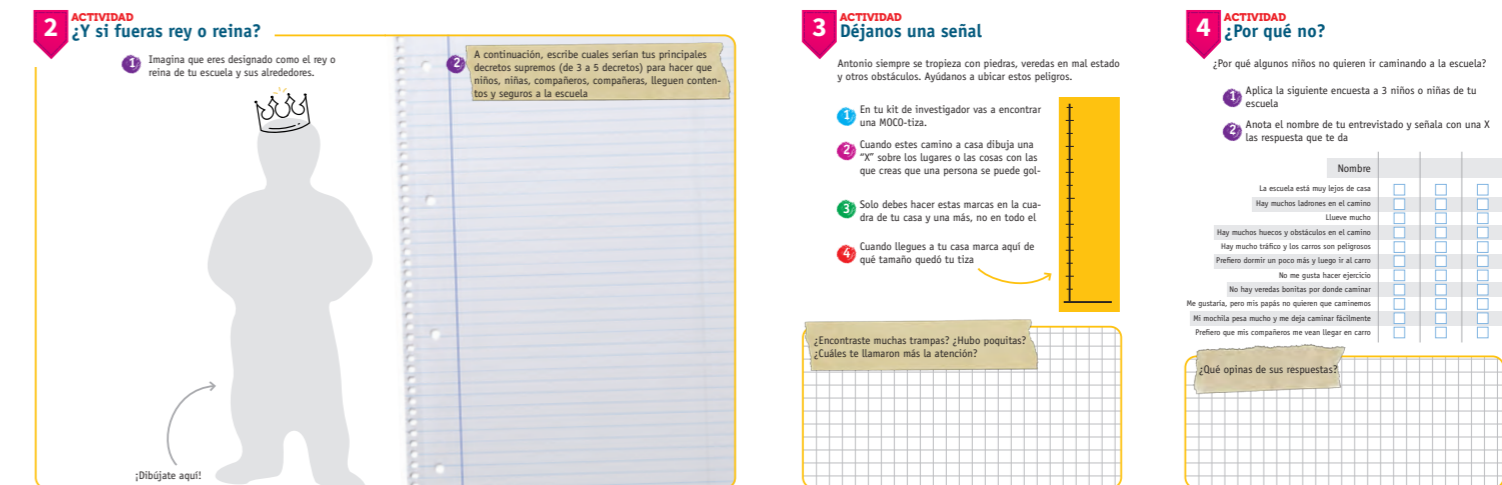 2
ACTIVIDAD
¿Y si fueras rey o reina?
1
Imagina que eres designado como el rey o
reina de tu escuela y sus alrededores.
¡Dibújate aquí!
2
A continuación, escribe cuales serían tus principales
decretos supremos (de 3 a 5 decretos) para hacer que
niños, niñas, compañeros, compañeras, lleguen conten-
tos y seguros a la escuela
3
ACTIVIDAD
Déjanos una señal
Antonio siempre se tropieza con piedras, veredas en mal estado
y otros obstáculos. Ayúdanos a ubicar estos peligros.
1
En tu kit de investigador vas a encontrar
una MOCO-tiza.
2
Cuando estes camino a casa dibuja una
“X” sobre los lugares o las cosas con las
que creas que una persona se puede gol-
3
Solo debes hacer estas marcas en la cua-
dra de tu casa y una más, no en todo el
4
Cuando llegues a tu casa marca aquí de
qué tamaño quedó tu tiza
¿Encontraste muchas trampas? ¿Hubo poquitas?
¿Cuáles te llamaron más la atención?
4
ACTIVIDAD
¿Por qué no?
¿Por qué algunos niños no quieren ir caminando a la escuela?
1
Aplica la siguiente encuesta a 3 niños o niñas de tu
escuela
2
Anota el nombre de tu entrevistado y señala con una X
las respuesta que te da
Nombre
La escuela está muy lejos de casa
Hay muchos ladrones en el camino
Llueve mucho
Hay muchos huecos y obstáculos en el camino
Hay mucho tráfico y los carros son peligrosos
Prefiero dormir un poco más y luego ir al carro
No me gusta hacer ejercicio
No hay veredas bonitas por donde caminar
Me gustaría, pero mis papás no quieren que caminemos
Mi mochila pesa mucho y me deja caminar fácilmente
Prefiero que mis compañeros me vean llegar en carro
¿Qué opinas de sus respuestas?